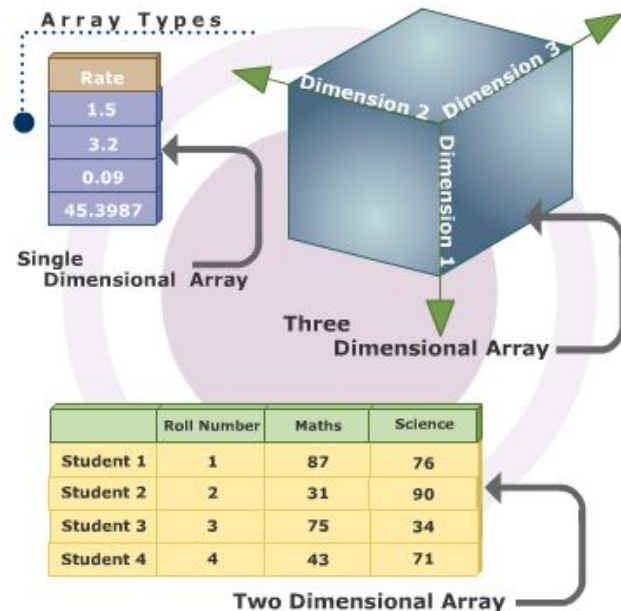 Array Types
Rate
1.5
3.2
0.09
45.3987
Single
Dimensional Array
Dimension 2
Dimension 3
Dimension 1
Three
Dimensional Array
Roll Number Maths Science
Student 1 1 87 76
Student 2 2 31 90
Student 3 3 75 34
Student 4 4 43 71
Two Dimensional Array